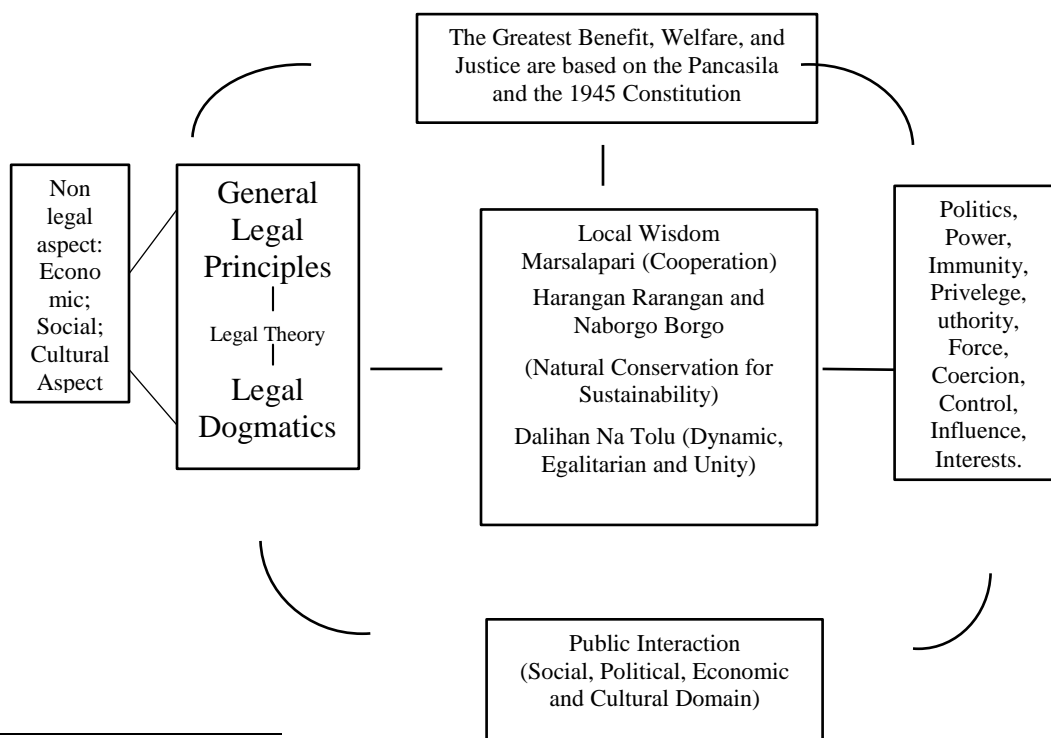 The Greatest Benefit, Welfare, and
Justice are based on the Pancasila
and the 1945 Constitution
Non
legal
aspect:
Econo
mic;
Social;
Cultural
Aspect
General
Legal
Principles
Legal Theory
Legal
Dogmatics
Local Wisdom
Marsalapari (Cooperation)
Harangan Rarangan and
Naborgo Borgo
(Natural Conservation for
Sustainability)
Dalihan Na Tolu (Dynamic,
Egalitarian and Unity)
Politics,
Power,
Immunity,
Privelege,
uthority,
Force,
Coercion,
Control,
Influence,
Interests.
Public Interaction
(Social, Political, Economic
and Cultural Domain)